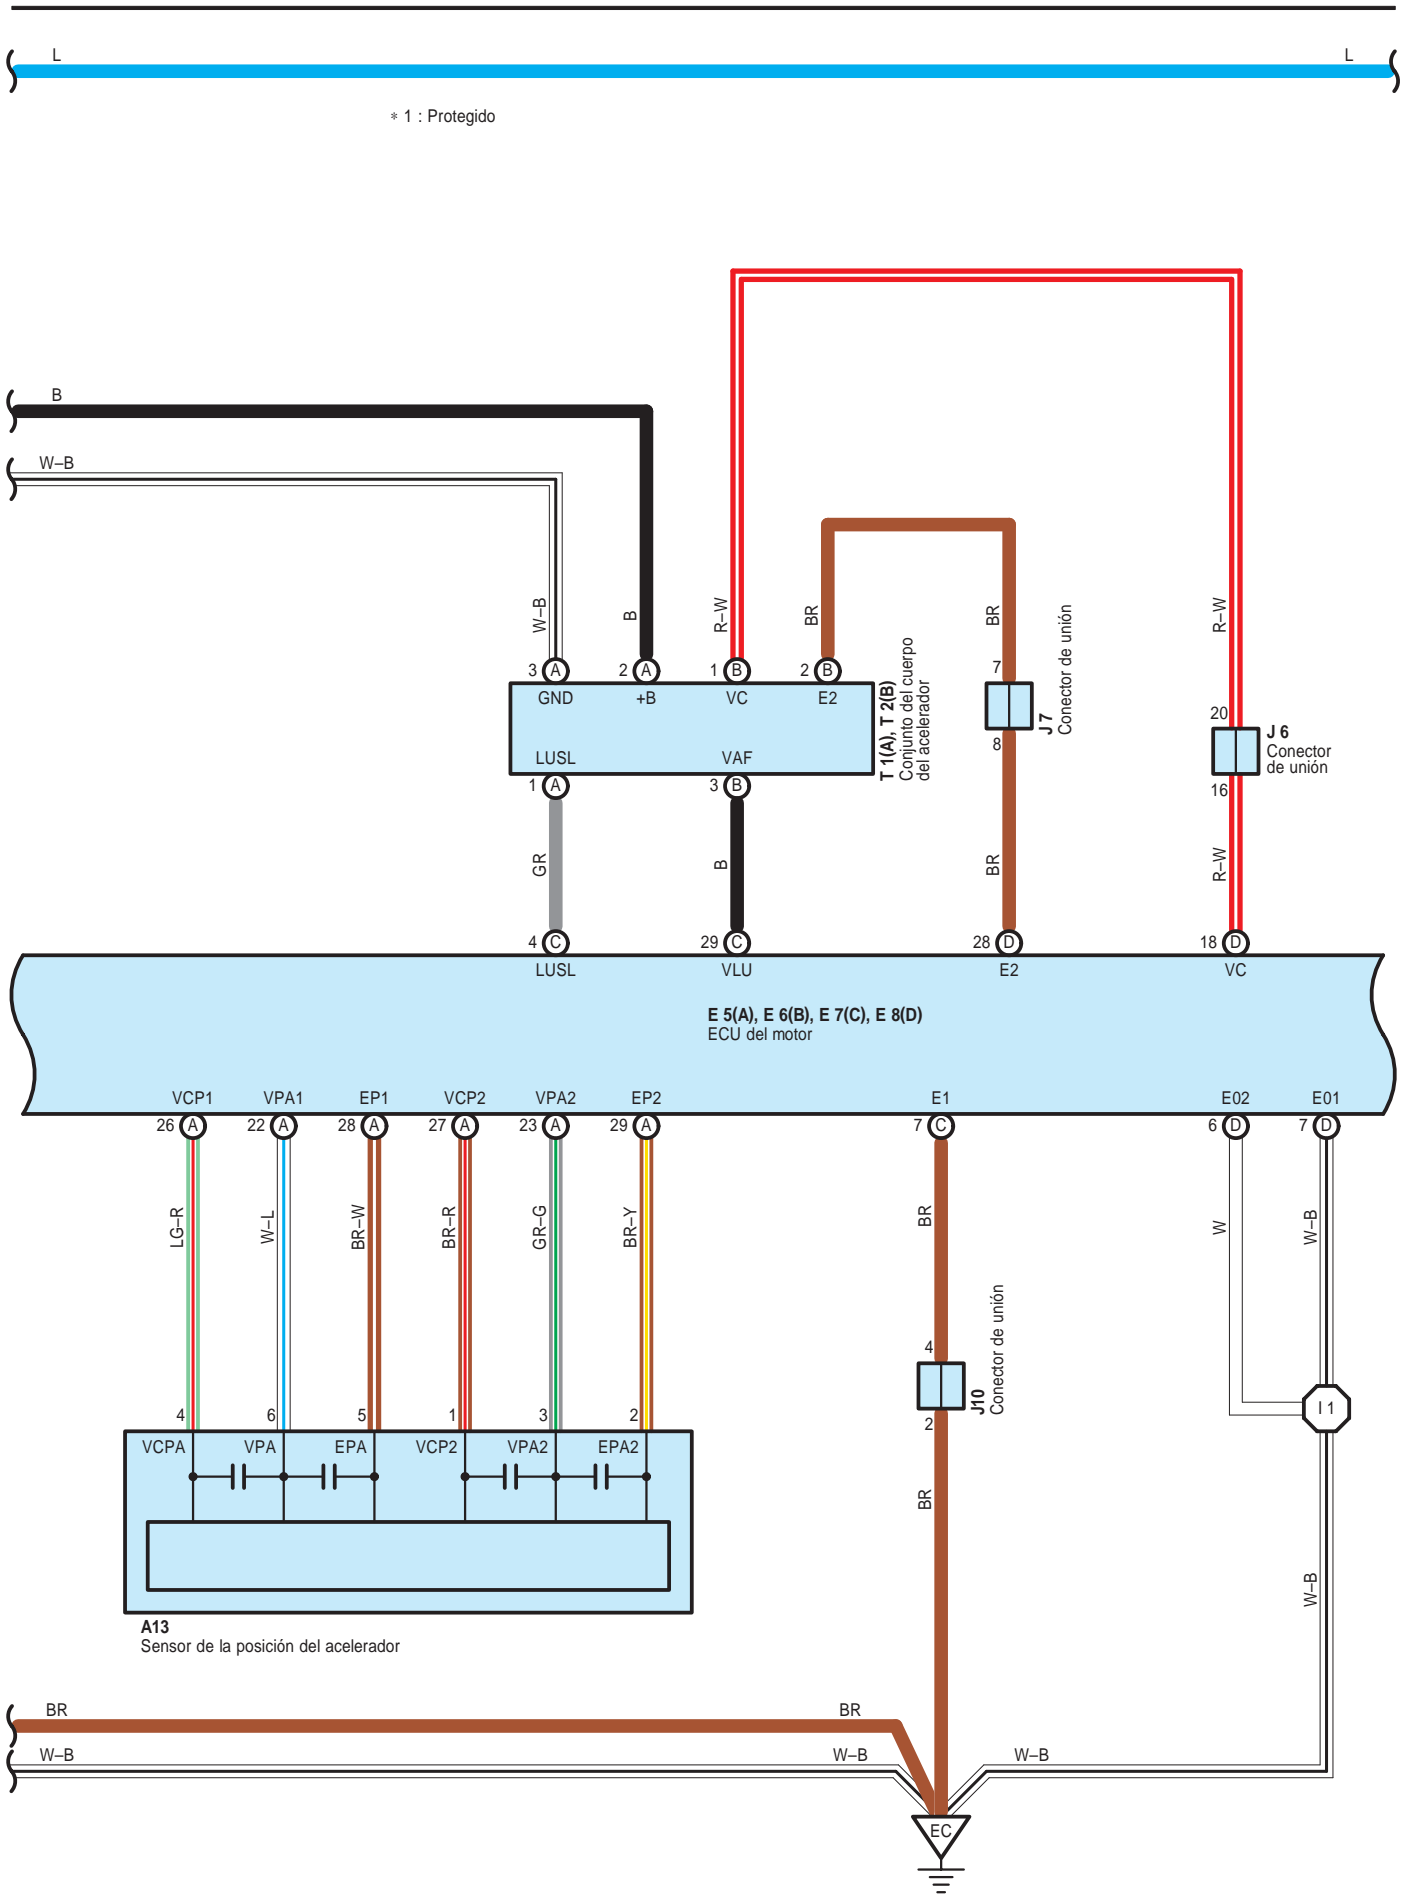 L L
* 1 : Protegido
B
W–B
W–B B R–W BR BR R–W
3 A 2 A 1 B 2 B 7
GND +B VC E2
LUSL VAF
1 A 3 B
T 1(A), T 2(B)
Conjunto del cuerpo
del acelerador
8
J 7
Conector de unión
20
J 6
Conector
de unión
16
GR B BR R–W
4 C 29 C 28 D 18 D
LUSL VLU E2 VC
E 5(A), E 6(B), E 7(C), E 8(D)
ECU del motor
VCP1 VPA1 EP1 VCP2 VPA2 EP2 E1 E02 E01
26 A 22 A 28 A 27 A 23 A 29 A 7 C 6 D 7 D
LG–R W–L BR–W BR–R GR–G BR–Y BR W W–B
4
J10
Conector de unión
2
I 1
4 6 5 1 3 2
VCPA VPA EPA VCP2 VPA2 EPA2
BR
W–B
A13
Sensor de la posición del acelerador
BR BR
W–B W–B W–B
EC